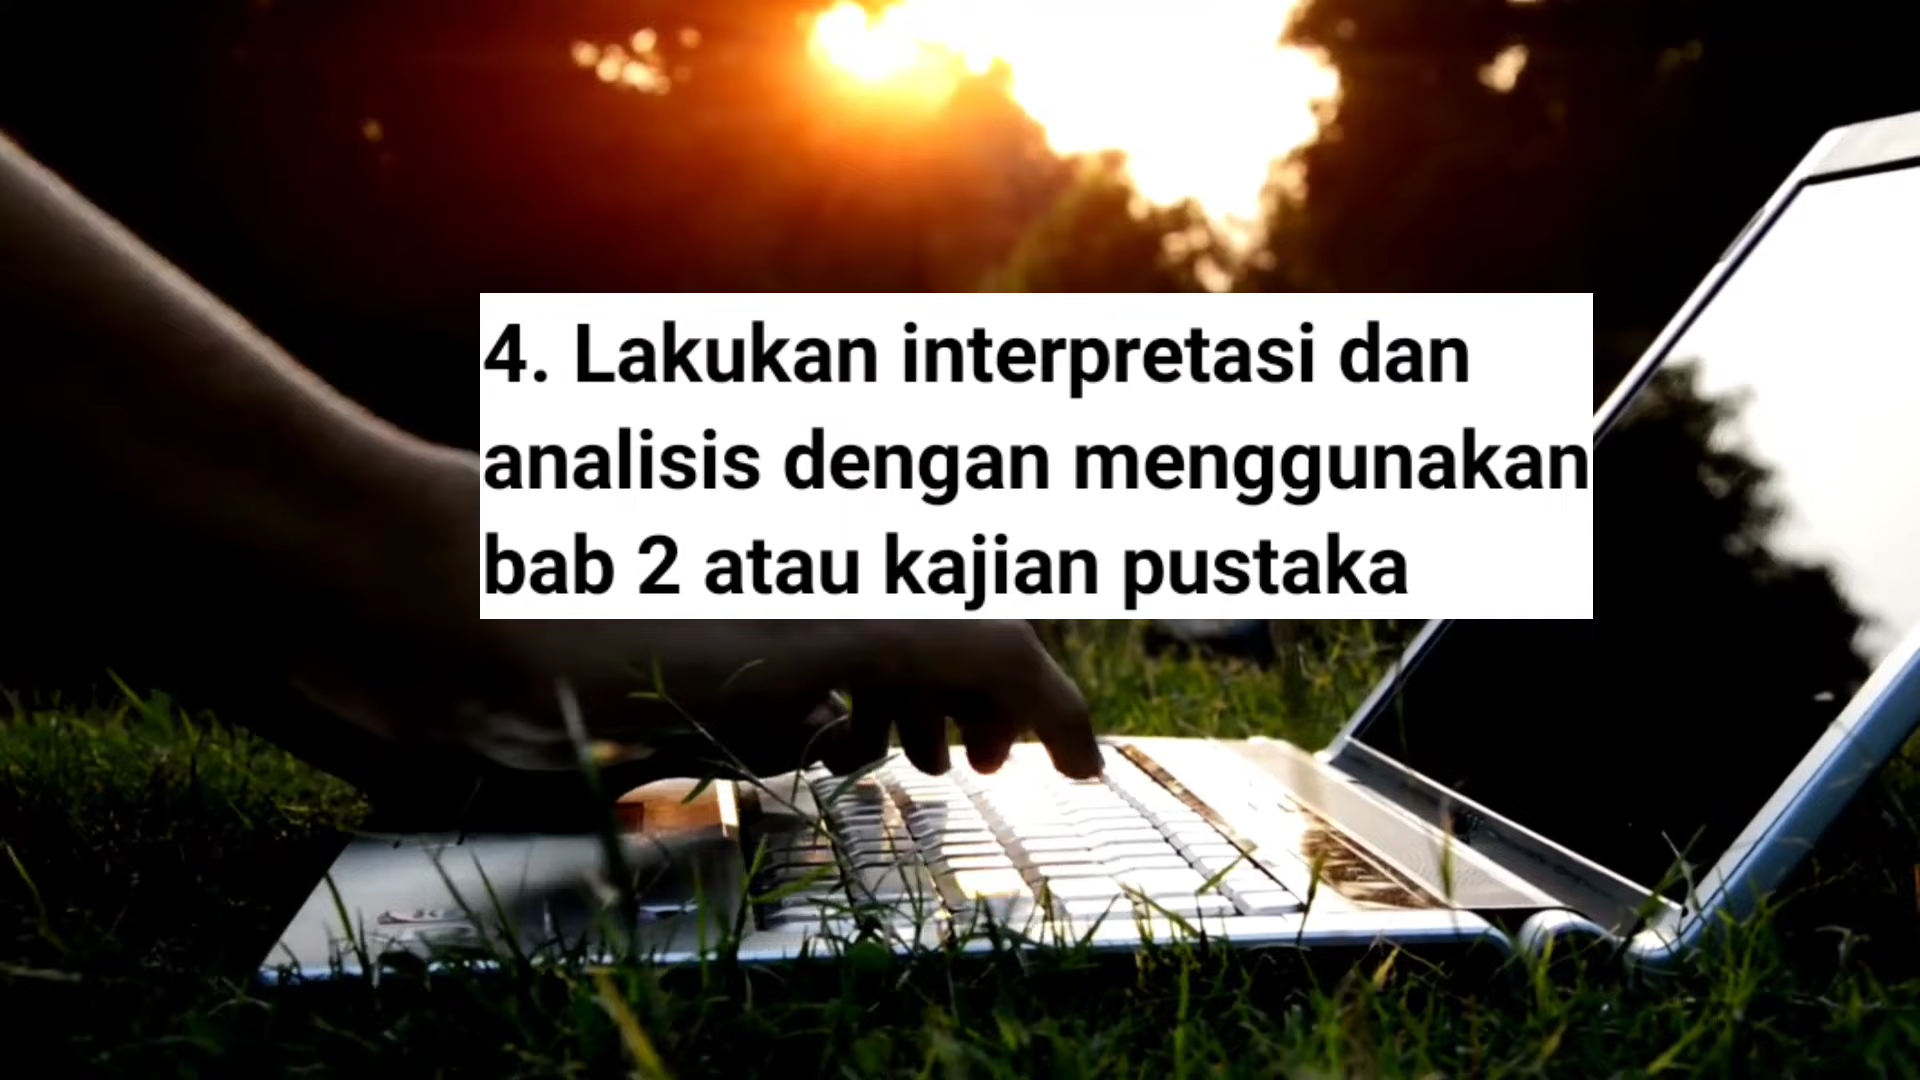 4. Lakukan interpretasi dan
analisis dengan menggunakan
bab 2 atau kajian pustaka